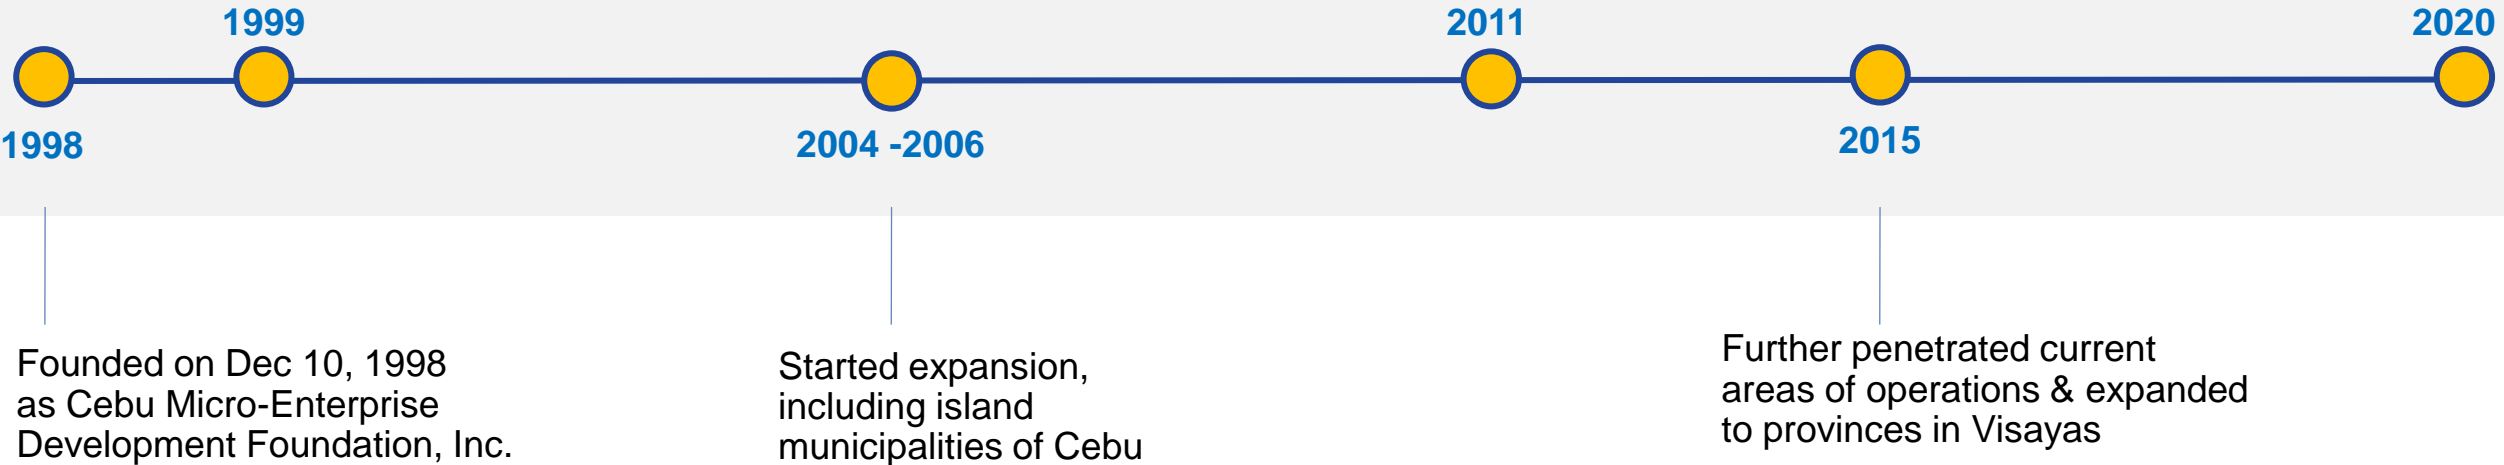 1999
2011
2020
1998
2004 -2006
2015
Founded on Dec 10, 1998
as Cebu Micro-Enterprise
Development Foundation, Inc.
Started expansion,
including island
municipalities of Cebu
Further penetrated current
areas of operations & expanded
to provinces in Visayas